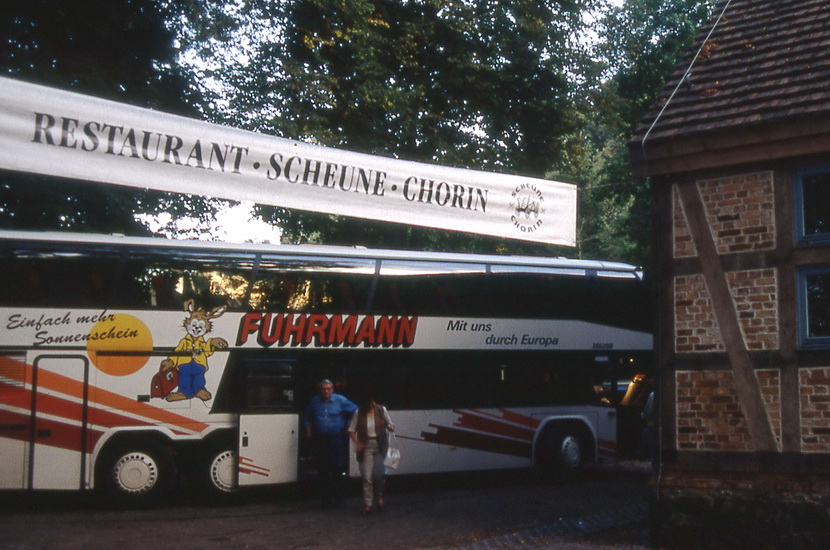 RESTAURANT · SCHEUNE · CHORIN
SCHEUNE
CHORIN
Einfach mehr
Sonnenschein
FUHRMANN
Mit uns
durch Europa